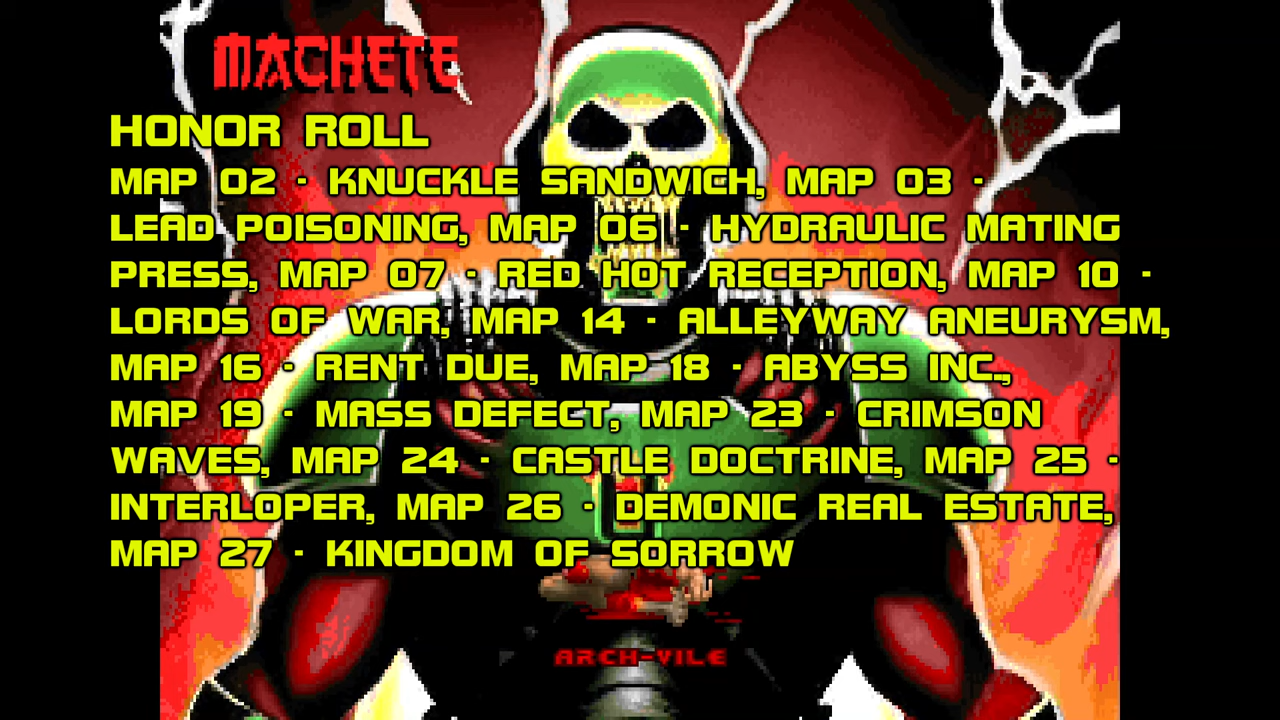 MACHETE
HONOR ROLL
MAP 02 - KNUCKLE SANDWICH, MAP 03 -
LEAD POISONING, MAP 06 - HYDRAULIC MATING
PRESS, MAP 07 - RED HOT RECEPTION, MAP 10 -
LORDS OF WAR, MAP 14 - ALLEYWAY ANEURYSM,
MAP 16 - RENT DUE, MAP 18 - ABYSS INC.,
MAP 19 - MASS DEFECT, MAP 23 - CRIMSON
WAVES, MAP 24 - CASTLE DOCTRINE, MAP 25 -
INTERLOPER, MAP 26 - DEMONIC REAL ESTATE,
MAP 27 - KINGDOM OF SORROW
ARCH-VILE